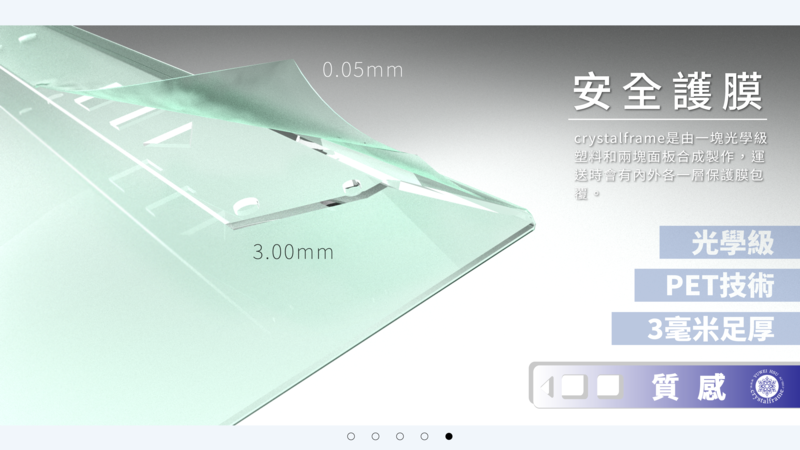 0.05mm
安全護膜
crystalframe是由一塊光學級
塑料和兩塊面板合成製作，運
送時會有內外各一層保護膜包
覆。
3.00mm
光學級
PET技術
3毫米足厚
質感
crystalframe